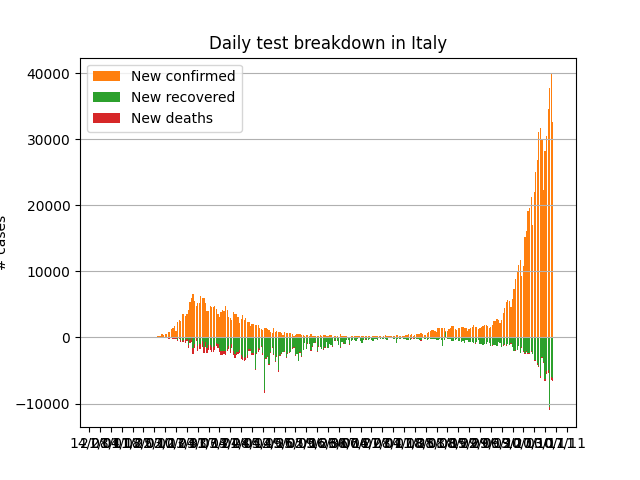 Daily test breakdown in Italy
New confirmed
New recovered
New deaths
40000
30000
20000
10000
0
−10000
# cases